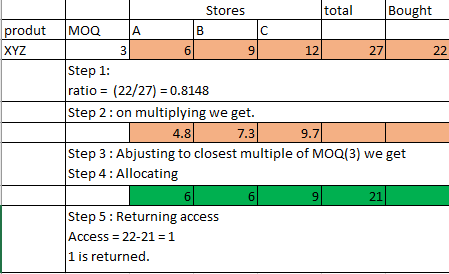 Stores total Bought
produt MOQ A B C
XYZ 3 6 9 12 27 22
Step 1:
ratio = (22/27) = 0.8148
Step 2 : on multiplying we get.
4.8 7.3 9.7
Step 3 : Abjusting to closest multiple of MOQ(3) we get
Step 4 : Allocating
6 6 9 21
Step 5 : Returning access
Access = 22-21 = 1
1 is returned.